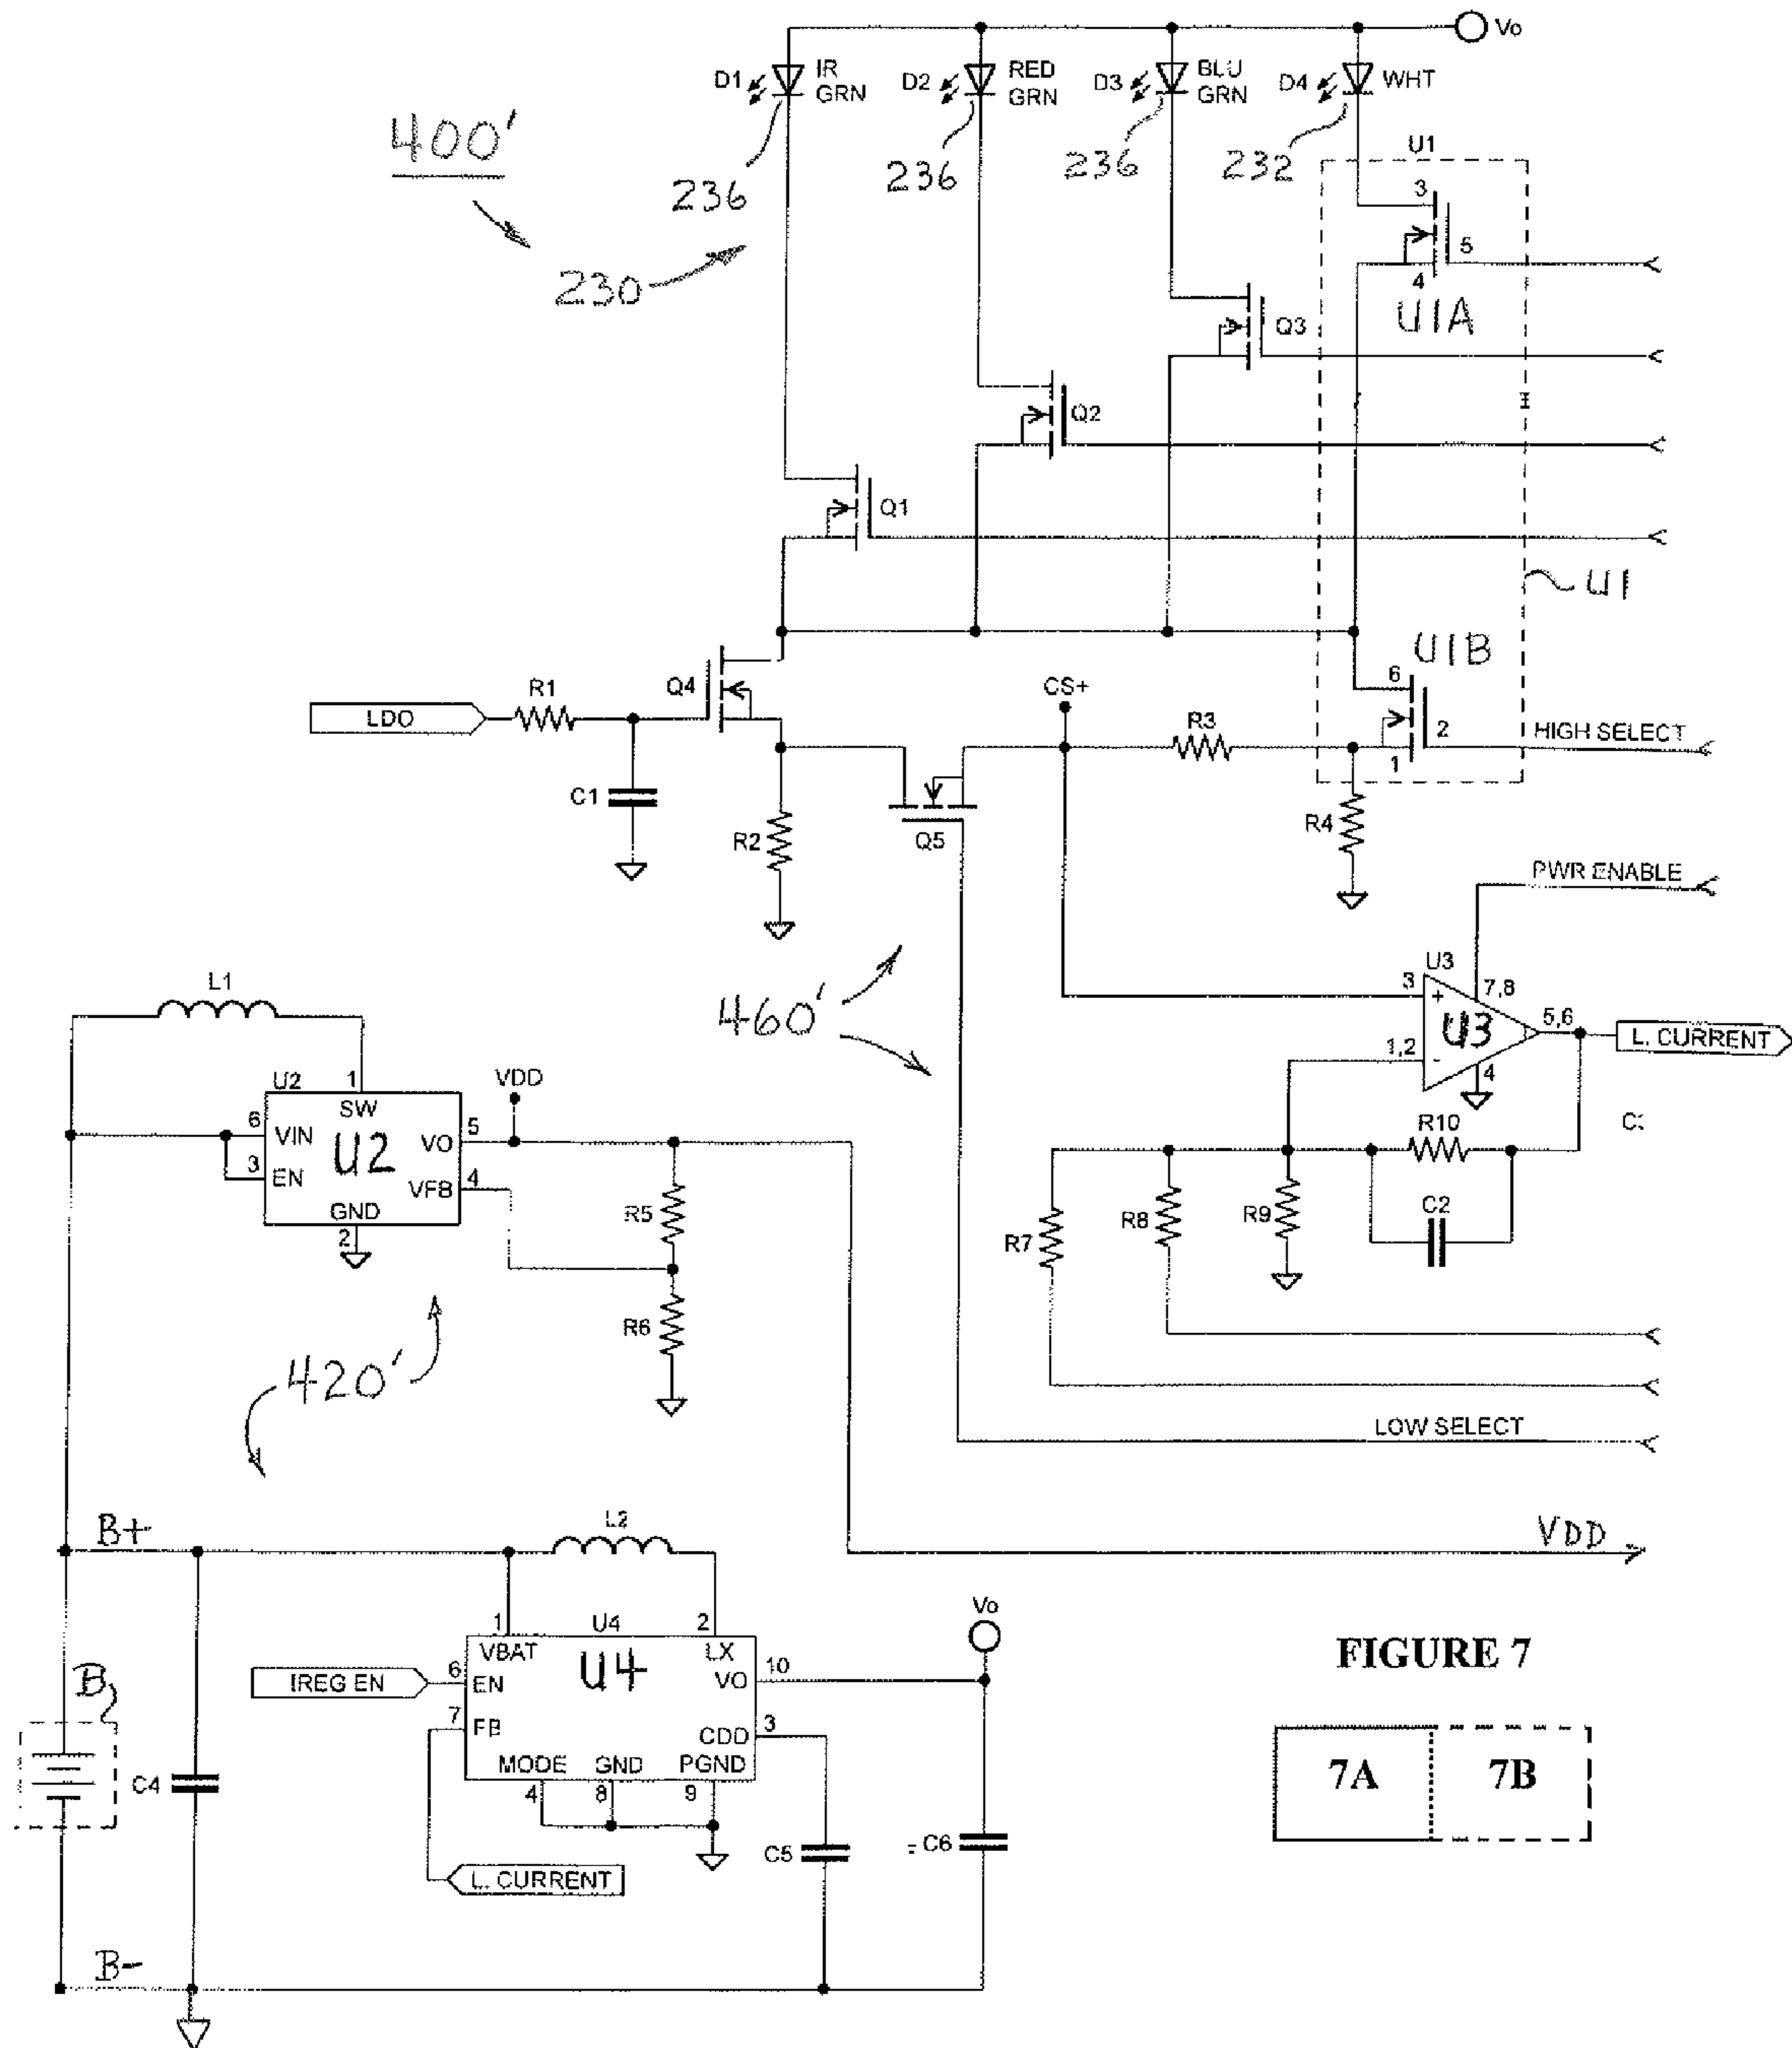 Vo
D1
IR
GRN
D2
RED
GRN
D3
BLU
GRN
D4
WHT
400'
236
236
236
232
U1
3
5
4
U1A
230
Q3
Q2
Q1
U1
U1B
6
2
1
HIGH SELECT
LDO
R1
Q4
C1
R2
Q5
CS+
R3
R4
PWR ENABLE
460'
U3
3
+
7,8
U3
5,6
L. CURRENT
1,2
-
4
L1
1
U2
SW
6
VIN
U2
VO
5
VDD
3
EN
VFB
4
GND
2
R5
R6
R10
C2
R7
R8
R9
420'
LOW SELECT
B+
L2
VDD
1
U4
2
VBAT
LX
U4
IREG EN
6
EN
VO
10
Vo
7
FB
CDD
3
MODE
GND
PGND
4
8
9
B
C4
C5
C6
L. CURRENT
B-
FIGURE 7
7A
7B